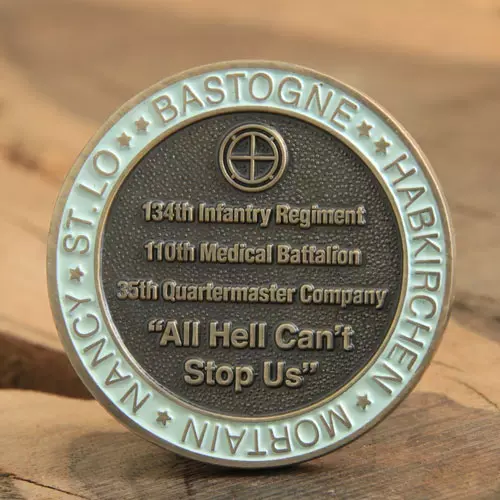 BASTOGNE
HABKIRCHEN
MORTAIN
NANCY
ST. LO
134th Infantry Regiment
110th Medical Battalion
35th Quartermaster Company
"All Hell Can't
Stop Us"